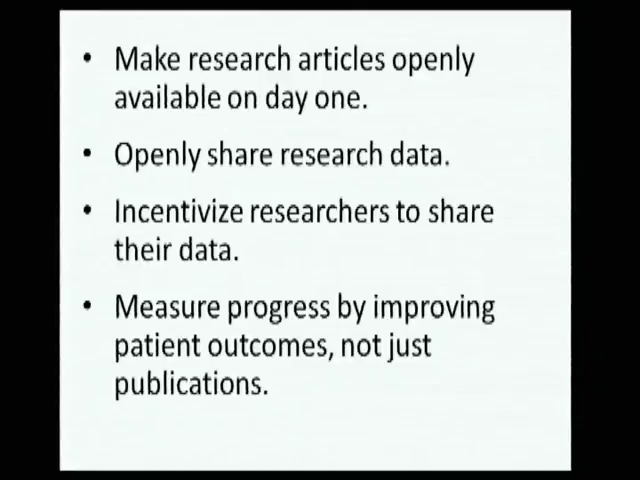 • Make research articles openly
available on day one.
• Openly share research data.
• Incentivize researchers to share
their data.
• Measure progress by improving
patient outcomes, not just
publications.